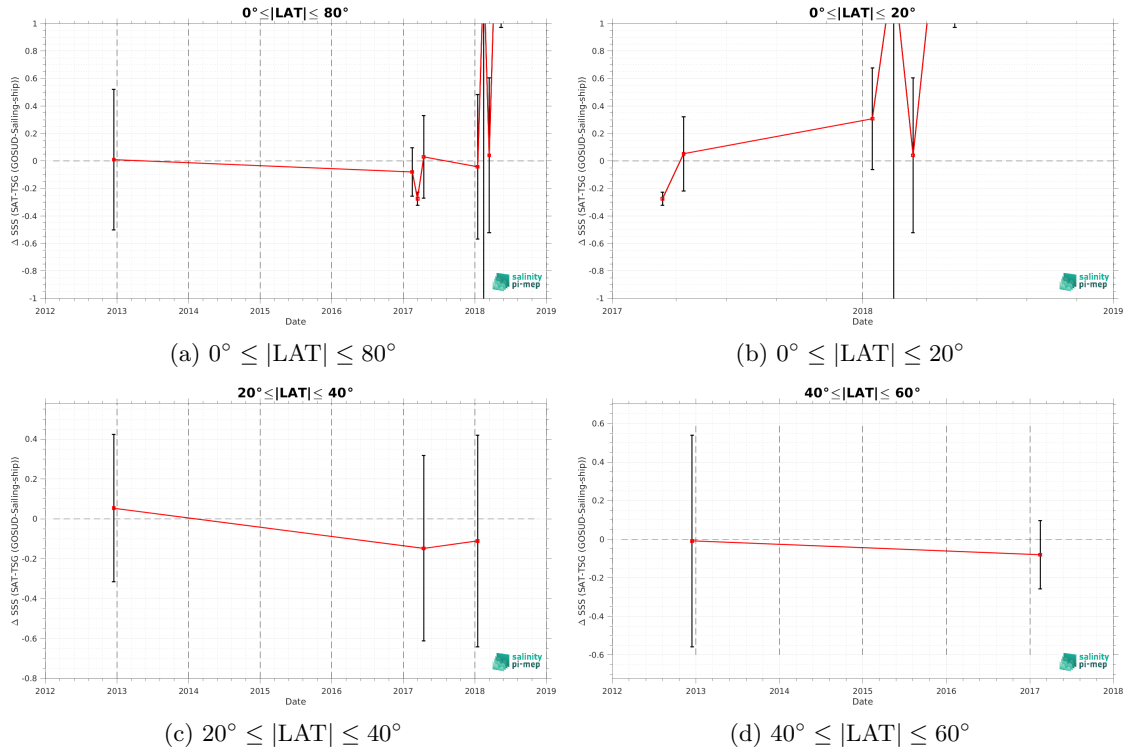 0°≤|LAT|≤ 80°
1
0.8
0.6
0.4
0.2
0
-0.2
-0.4
-0.6
-0.8
-1
Δ SSS (SAT-TSG (GOSUD-Sailing-ship))
2012 2013 2014 2015 2016 2017 2018 2019
Date
salinity
pi-mep
(a) 0° ≤ |LAT| ≤ 80°
0°≤|LAT|≤ 20°
1
0.8
0.6
0.4
0.2
0
-0.2
-0.4
-0.6
-0.8
-1
Δ SSS (SAT-TSG (GOSUD-Sailing-ship))
2017 2018 2019
Date
salinity
pi-mep
(b) 0° ≤ |LAT| ≤ 20°
20°≤|LAT|≤ 40°
0.4
0.2
0
-0.2
-0.4
-0.6
-0.8
Δ SSS (SAT-TSG (GOSUD-Sailing-ship))
2012 2013 2014 2015 2016 2017 2018 2019
Date
salinity
pi-mep
(c) 20° ≤ |LAT| ≤ 40°
40°≤|LAT|≤ 60°
0.6
0.4
0.2
0
-0.2
-0.4
-0.6
Δ SSS (SAT-TSG (GOSUD-Sailing-ship))
2012 2013 2014 2015 2016 2017 2018
Date
salinity
pi-mep
(d) 40° ≤ |LAT| ≤ 60°